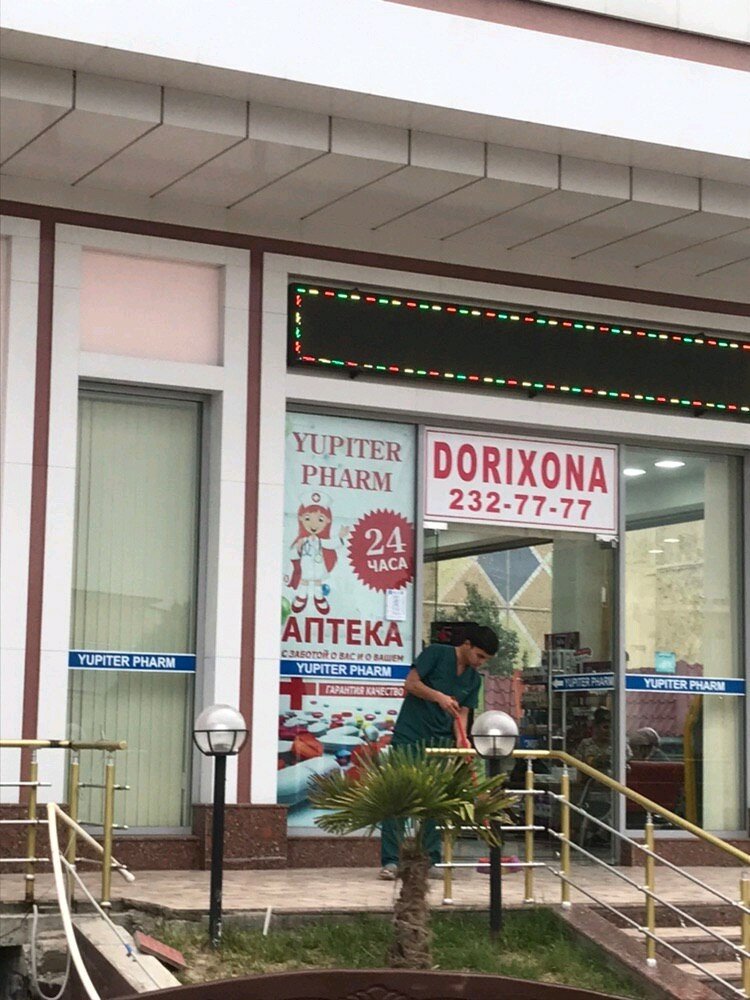 YUPITER
PHARM
24
ЧАСА
АПТЕКА
С ЗАБОТОЙ О ВАС И О ВАШЕМ
YUPITER PHARM
ГАРАНТИЯ КАЧЕСТВО
DORIXONA
232-77-77
YUPITER PHARM
YUPITER PHARM
YUPITER PHARM